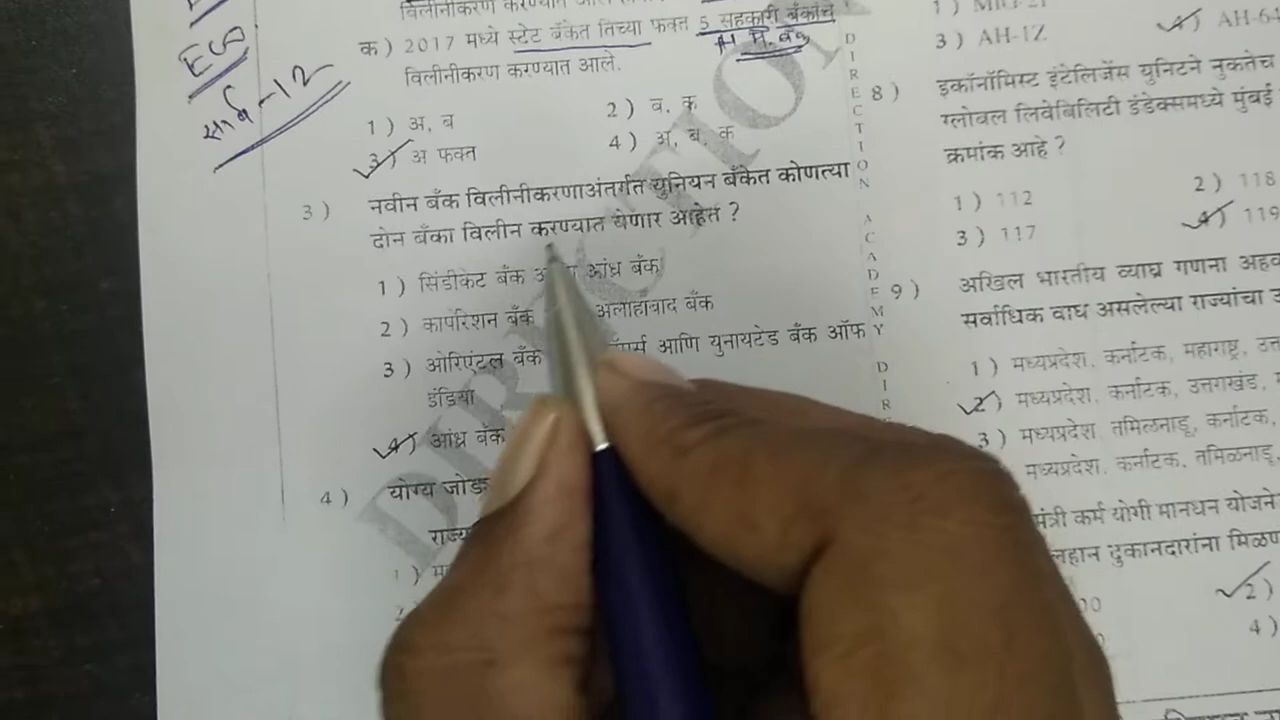 विलीनीकरण करण्यात आले
क) 2017 मध्ये स्टेट बँकेत तिच्या फक्त 5 सहकारी बँकांचे
विलीनीकरण करण्यात आले.
1) अ, ब
2) ब, क
3) अ फक्त
4) अ, ब, क
सार्व -12
3) नवीन बँक विलीनीकरणाअंतर्गत युनियन बँकेत कोणत्या
दोन बँका विलीन करण्यात येणार आहेत ?
1) सिंडीकेट बँक आंध्र बँक
2) कार्पोरेशन बँक अलाहाबाद बँक
3) ओरिएंटल बँक आणि युनायटेड बँक ऑफ
इंडिया
4) आंध्र बँक
4) योग्य
DIRECTION ACADEMY
3) AH-1Z
4) AH-64
8) इकॉनॉमिस्ट इंटेलिजेंस युनिटने नुकतेच
ग्लोबल लिवेबिलिटी इंडेक्समध्ये मुंबई
क्रमांक आहे ?
1) 112
2) 118
3) 117
4) 119
9) अखिल भारतीय व्याघ्र गणना
सर्वाधिक वाघ असलेल्या राज्यांचा
1) मध्यप्रदेश, कर्नाटक, महाराष्ट्र,
2) मध्यप्रदेश, कर्नाटक, उत्तराखंड,
3) मध्यप्रदेश, तमिळनाडू, कर्नाटक,
मध्यप्रदेश, कर्नाटक, तमिळनाडू,
मंत्री कर्म योगी मानधन
लहान दुकानदारांना
2)
4)